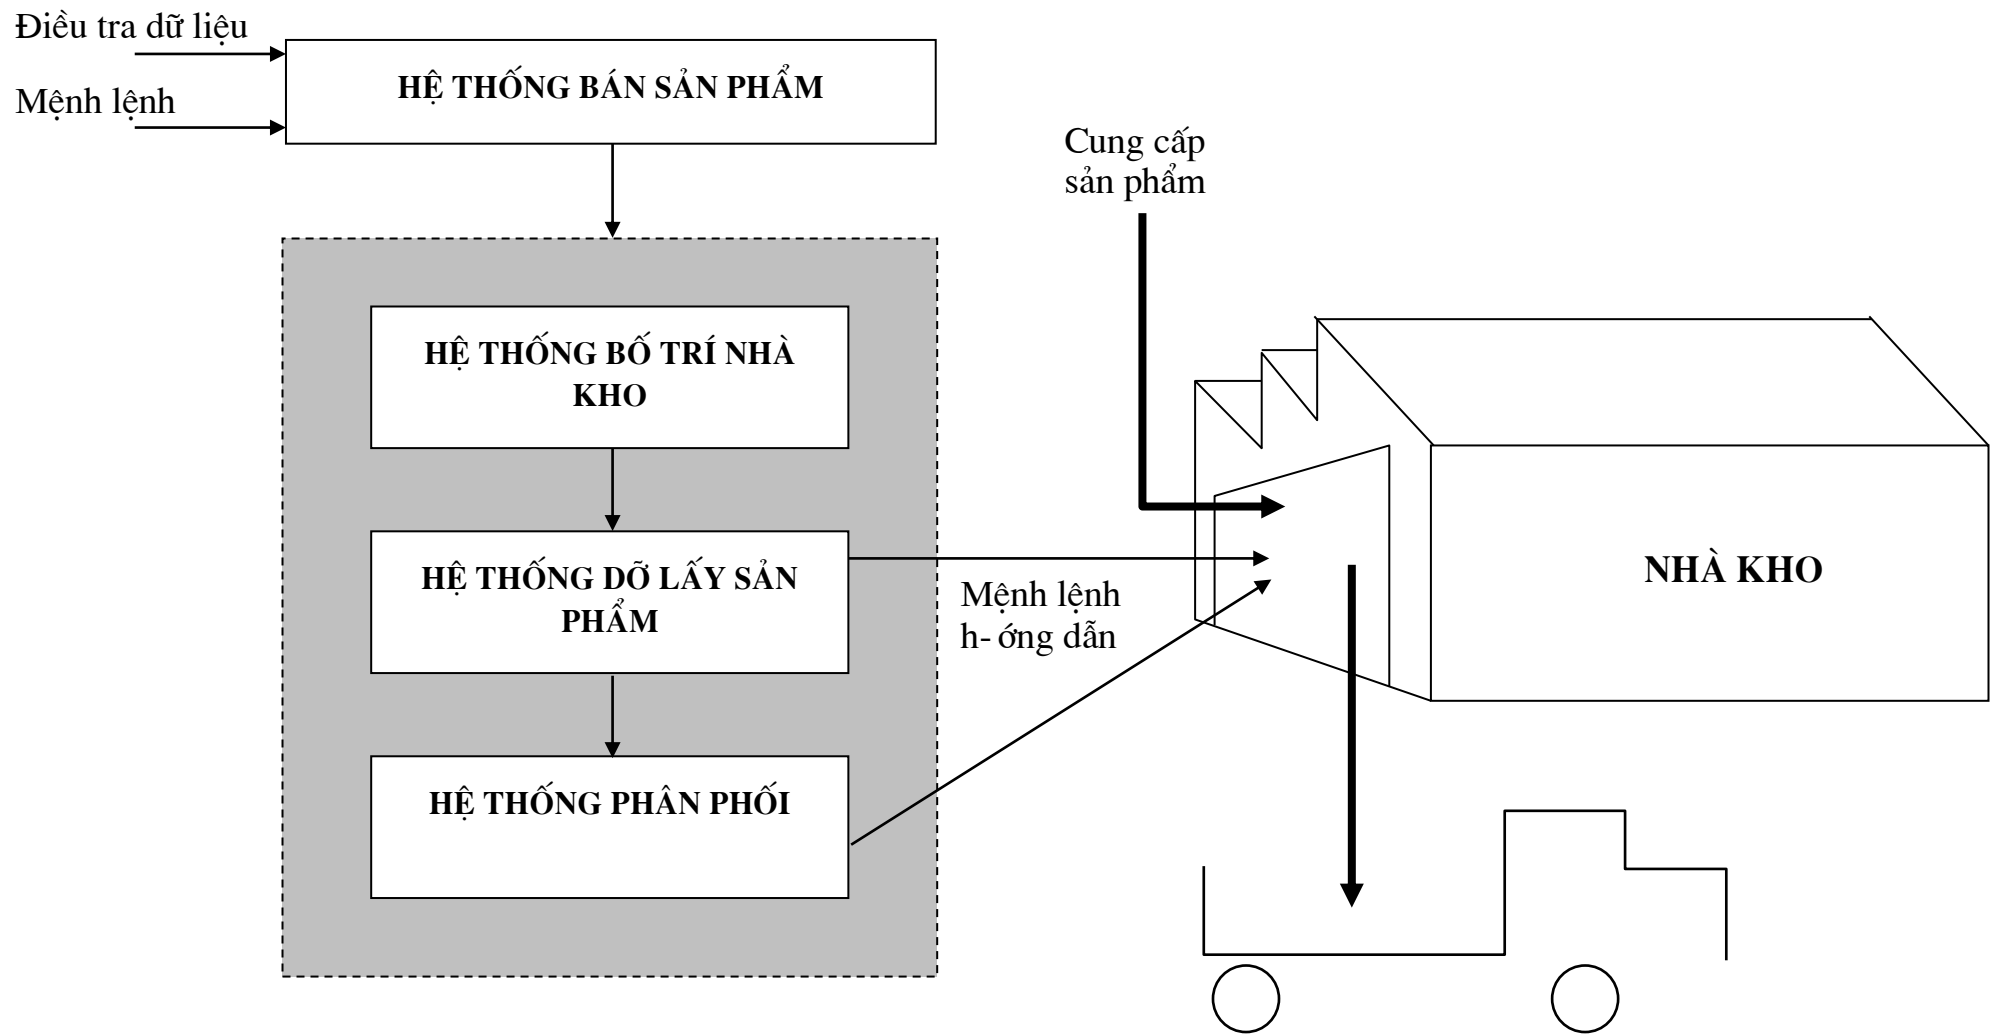 Điều tra dữ liệu
HỆ THỐNG BÁN SẢN PHẨM
Mệnh lệnh
Cung cấp
sản phẩm
HỆ THỐNG BỐ TRÍ NHÀ
KHO
HỆ THỐNG DỠ LẤY SẢN
PHẨM
Mệnh lệnh
h- ớng dẫn
NHÀ KHO
HỆ THỐNG PHÂN PHỐI